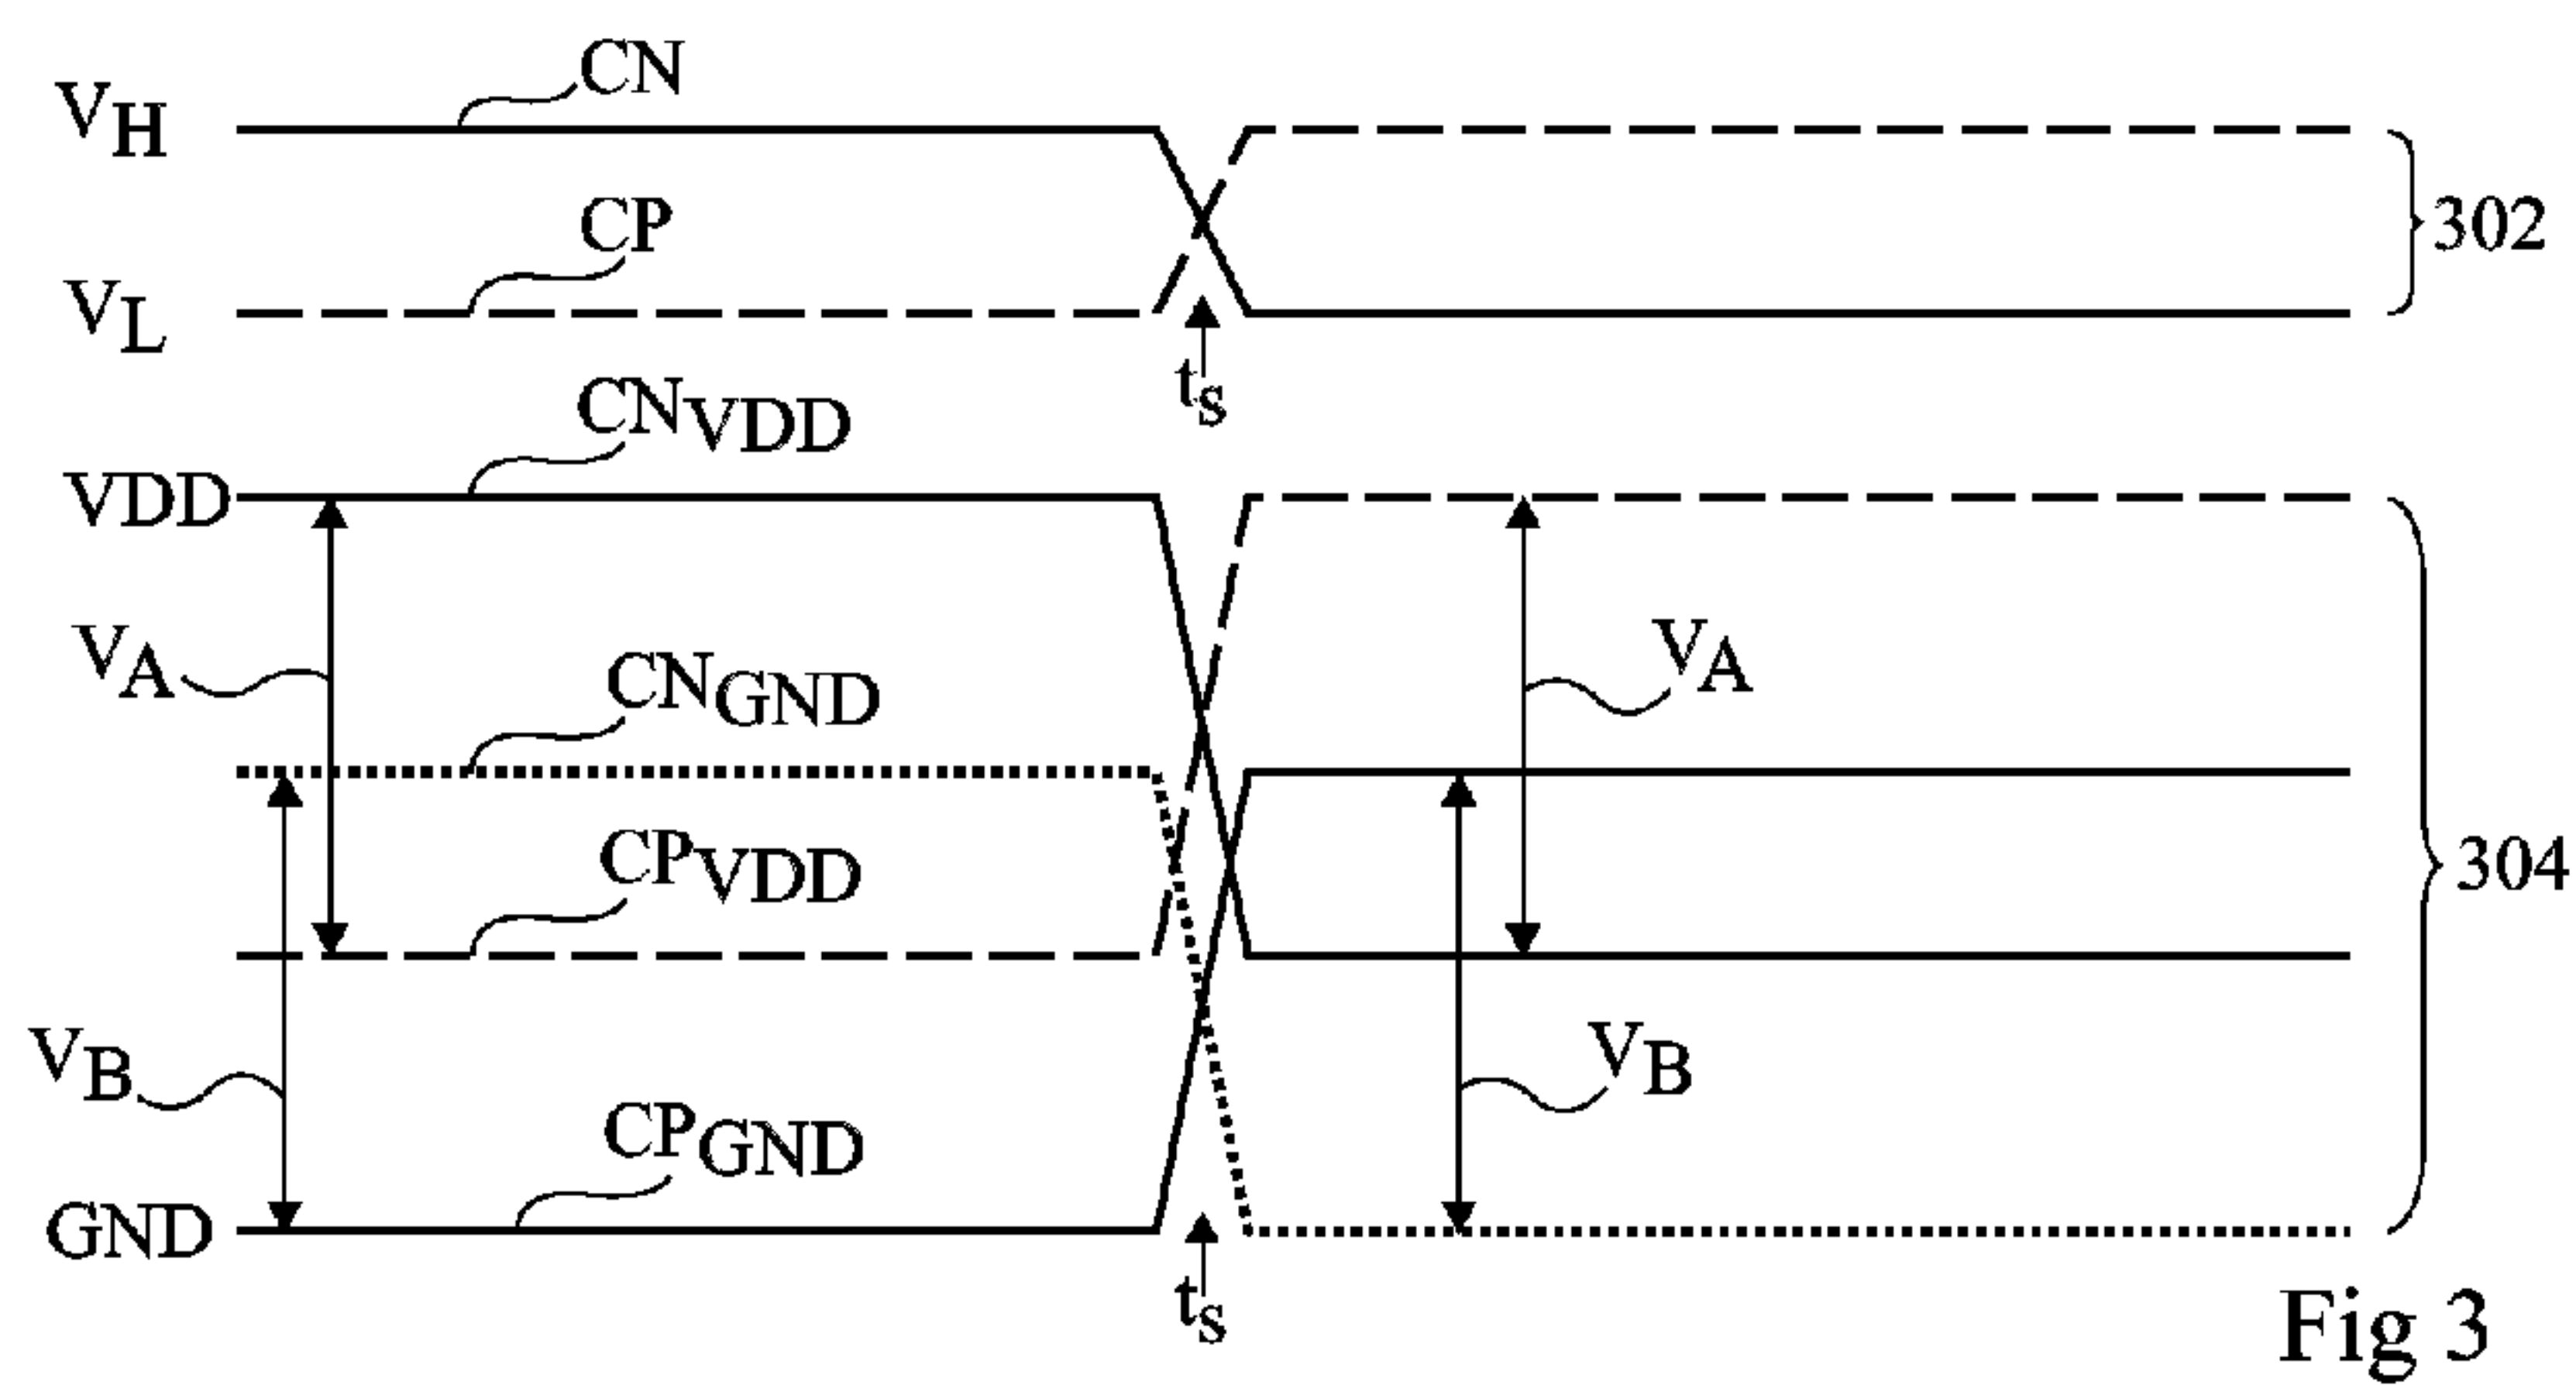 CN
VH
CP
302
VL
ts
CNVDD
VDD
VA
VA
CNGND
CPVDD
304
VB
VB
CPGND
GND
ts
Fig 3